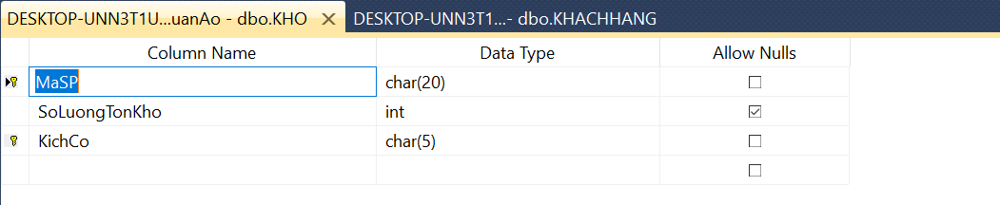 DESKTOP-UNN3T1U...uanAo - dbo.KHO DESKTOP-UNN3T1...- dbo.KHACHHANG
Column Name Data Type Allow Nulls
MaSP char(20)
SoLuongTonKho int
KichCo char(5)